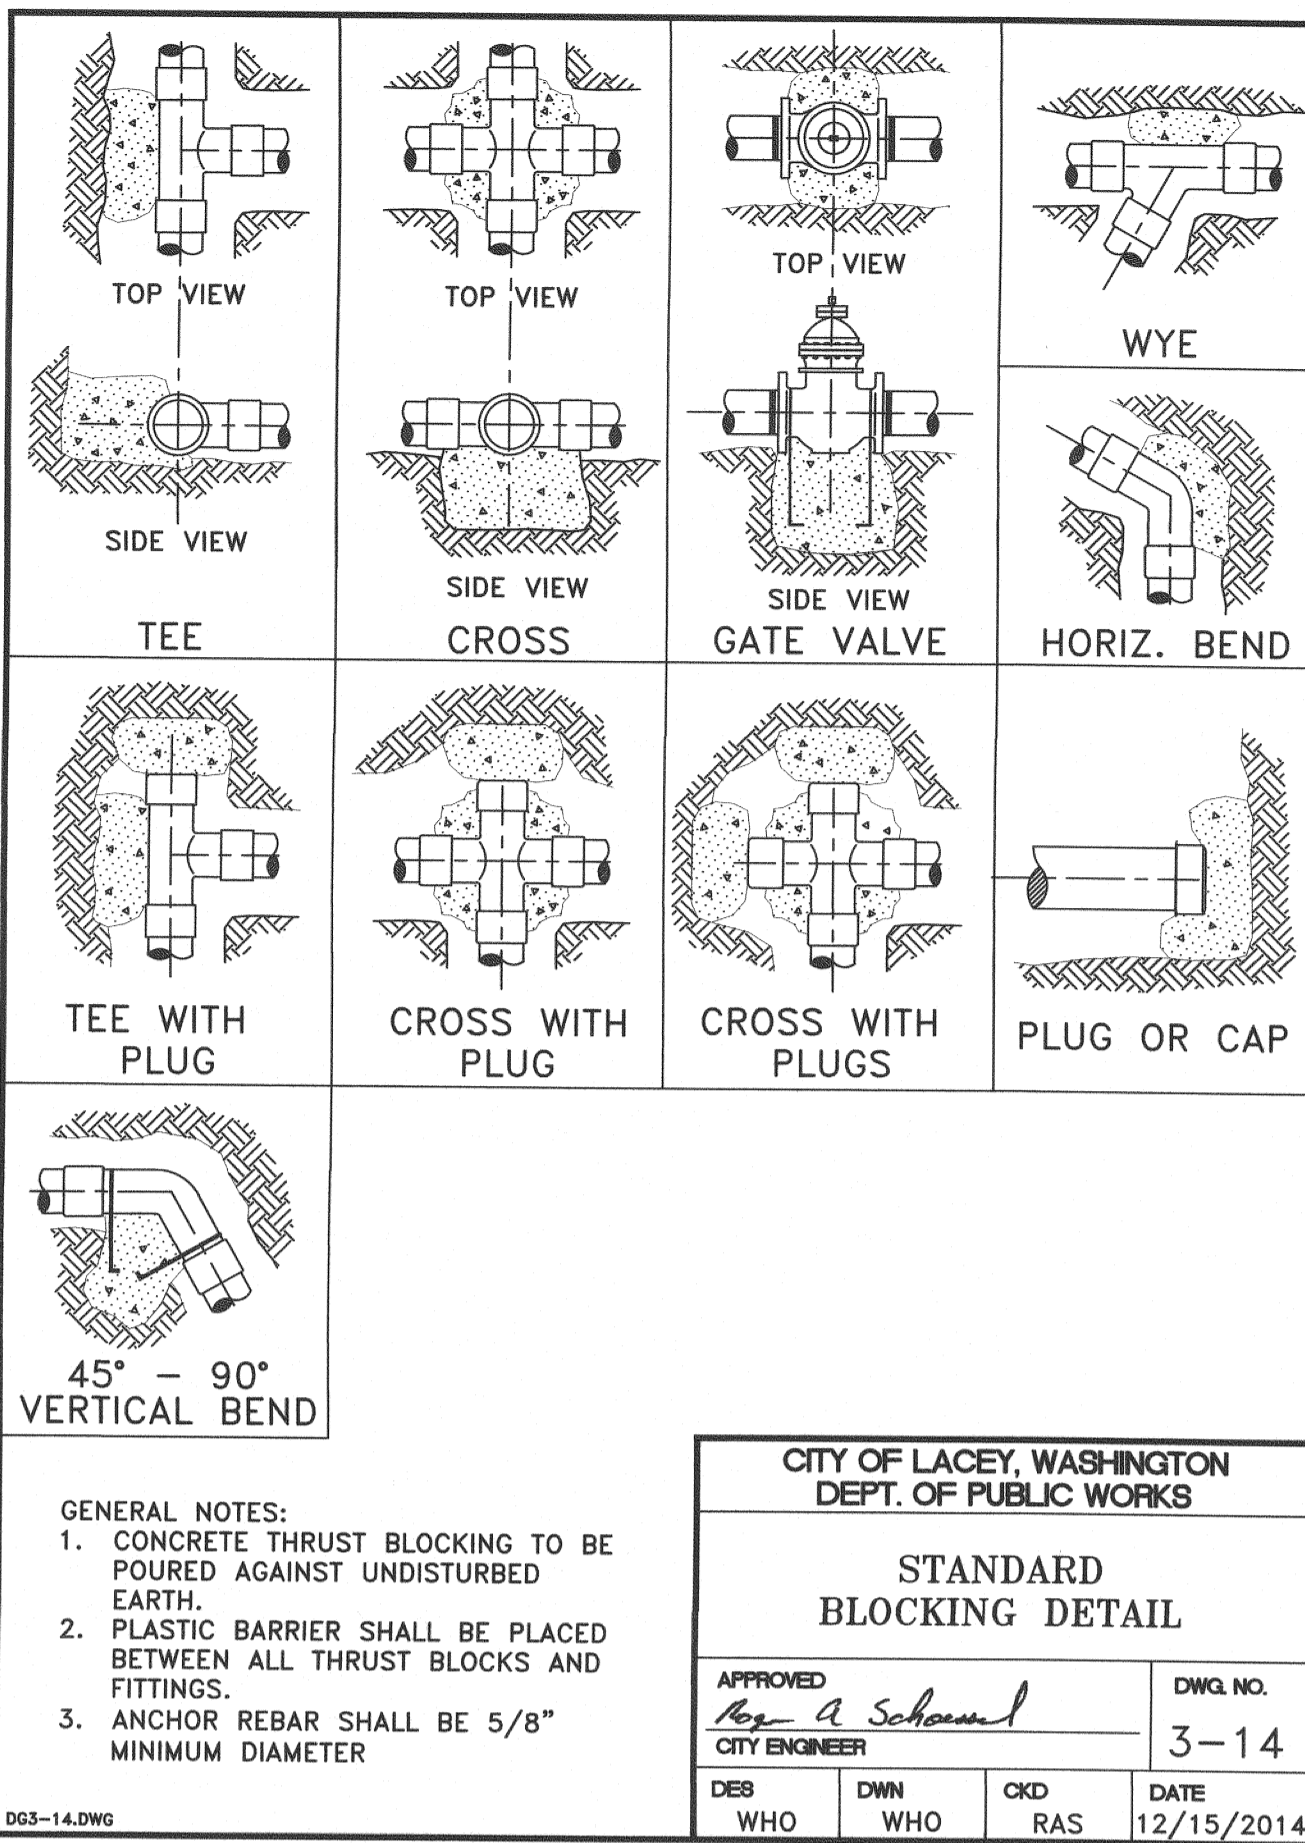 TOP VIEW
SIDE VIEW
TEE
TOP VIEW
SIDE VIEW
CROSS
TOP VIEW
SIDE VIEW
GATE VALVE
WYE
HORIZ. BEND
TEE WITH
PLUG
CROSS WITH
PLUG
CROSS WITH
PLUGS
PLUG OR CAP
45° – 90°
VERTICAL BEND
GENERAL NOTES:
1. CONCRETE THRUST BLOCKING TO BE
POURED AGAINST UNDISTURBED
EARTH.
2. PLASTIC BARRIER SHALL BE PLACED
BETWEEN ALL THRUST BLOCKS AND
FITTINGS.
3. ANCHOR REBAR SHALL BE 5/8"
MINIMUM DIAMETER
DG3–14.DWG
CITY OF LACEY, WASHINGTON
DEPT. OF PUBLIC WORKS
STANDARD
BLOCKING DETAIL
APPROVED
Roger A
CITY ENGINEER
DWG. NO.
3–14
DES
WHO
DWN
WHO
CKD
RAS
DATE
12/15/2014